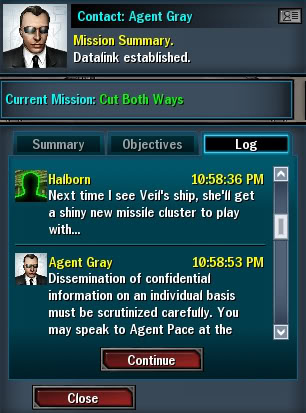 Contact: Agent Gray
Mission Summary.
Datalink established.
Current Mission: Cut Both Ways
Summary
Objectives
Log
Halborn 10:58:36 PM
Next time I see Veil's ship, she'll get
a shiny new missile cluster to play
with...
Agent Gray 10:58:53 PM
Dissemination of confidential
information on an individual basis
must be scrutinized carefully. You
may speak to Agent Pace at the
Continue
Close